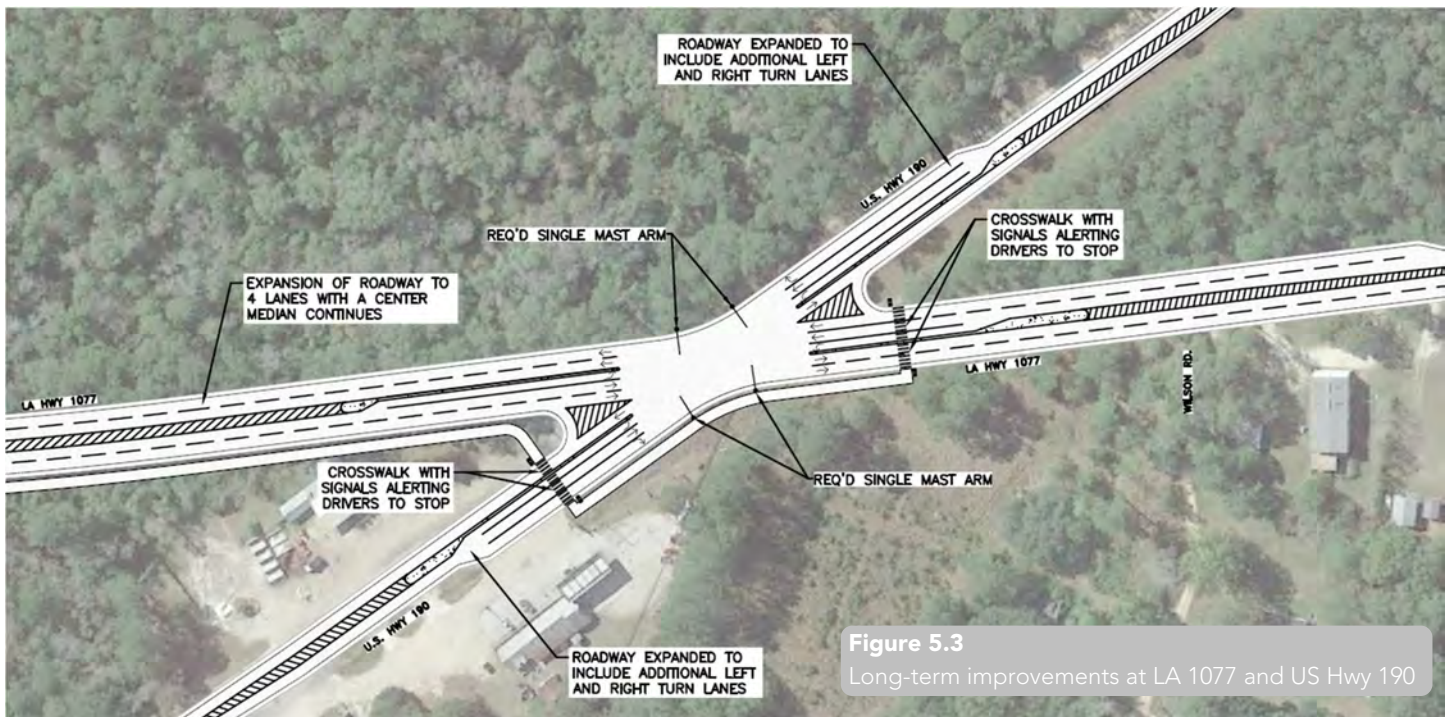 ROADWAY EXPANDED TO
INCLUDE ADDITIONAL LEFT
AND RIGHT TURN LANES
U.S. HWY 190
REQ'D SINGLE MAST ARM
CROSSWALK WITH
SIGNALS ALERTING
DRIVERS TO STOP
EXPANSION OF ROADWAY TO
4 LANES WITH A CENTER
MEDIAN CONTINUES
LA HWY 1077
LA HWY 1077
WILSON RD.
CROSSWALK WITH
SIGNALS ALERTING
DRIVERS TO STOP
REQ'D SINGLE MAST ARM
U.S. HWY 190
ROADWAY EXPANDED TO
INCLUDE ADDITIONAL LEFT
AND RIGHT TURN LANES
Figure 5.3
Long-term improvements at LA 1077 and US Hwy 190